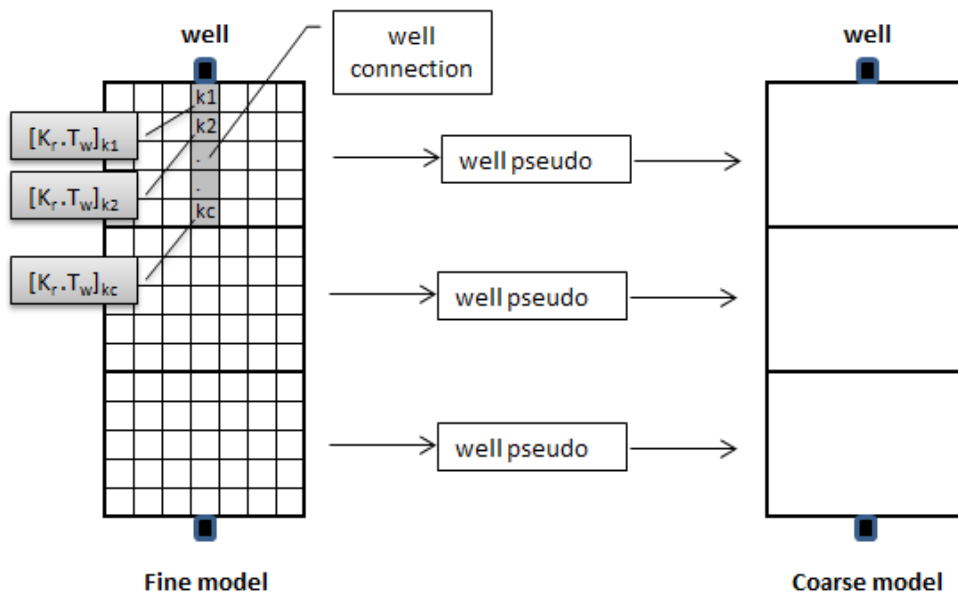 well
well
connection
well
k1
k2
.
.
kc
[Kr.Tw]k1
[Kr.Tw]k2
[Kr.Tw]kc
well pseudo
well pseudo
well pseudo
Fine model
Coarse model